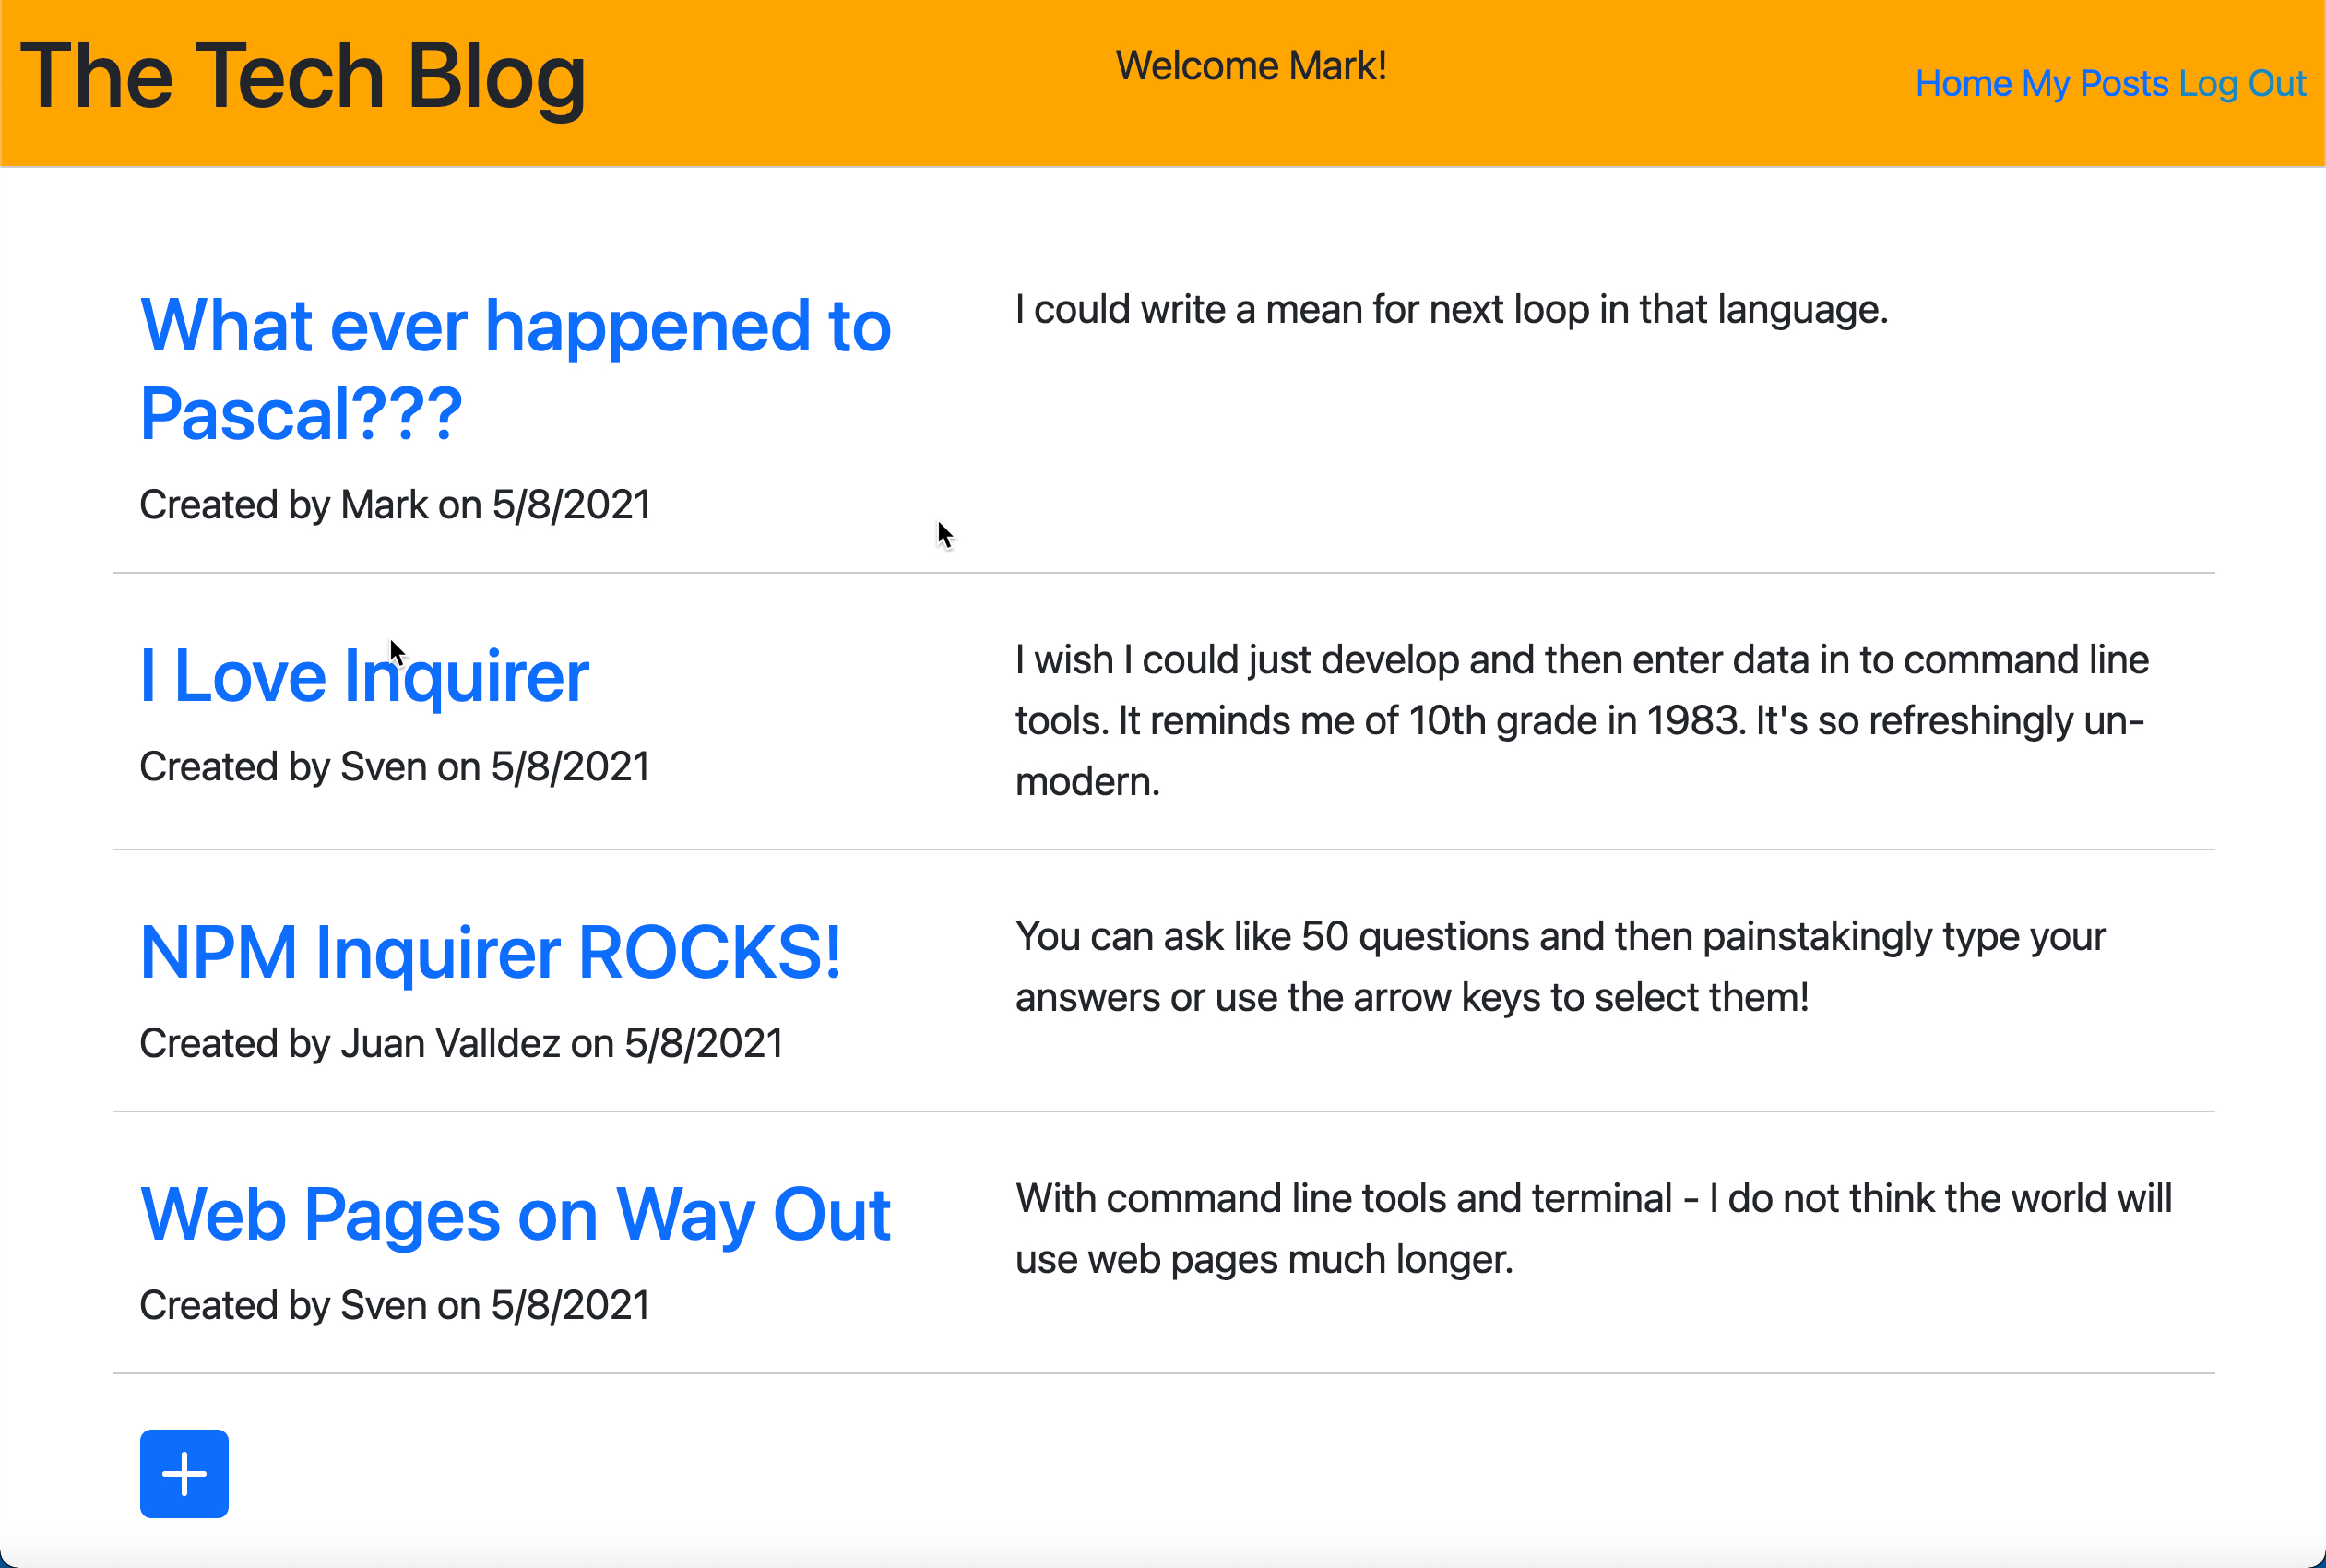 The Tech Blog
Welcome Mark!
Home My Posts Log Out
What ever happened to
Pascal???
Created by Mark on 5/8/2021
I could write a mean for next loop in that language.
I Love Inquirer
Created by Sven on 5/8/2021
I wish I could just develop and then enter data in to command line
tools. It reminds me of 10th grade in 1983. It's so refreshingly un-
modern.
NPM Inquirer ROCKS!
Created by Juan Valldez on 5/8/2021
You can ask like 50 questions and then painstakingly type your
answers or use the arrow keys to select them!
Web Pages on Way Out
Created by Sven on 5/8/2021
With command line tools and terminal - I do not think the world will
use web pages much longer.